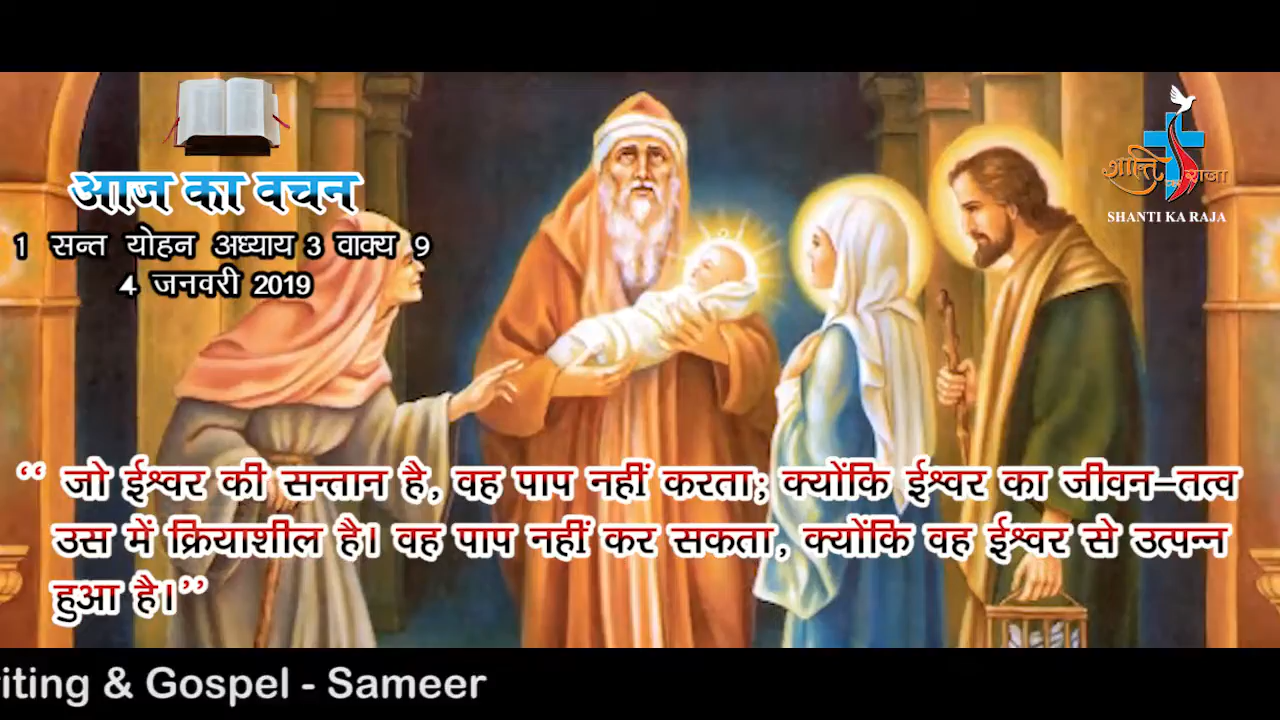 आज का वचन
1 सन्त योहन अध्याय 3 वाक्य 9
4 जनवरी 2019
शान्ति का राजा
SHANTI KA RAJA
“ जो ईश्वर की सन्तान है, वह पाप नहीं करता; क्योंकि ईश्वर का जीवन-तत्व
उस में क्रियाशील है। वह पाप नहीं कर सकता, क्योंकि वह ईश्वर से उत्पन्न
हुआ है।”
iting & Gospel - Sameer